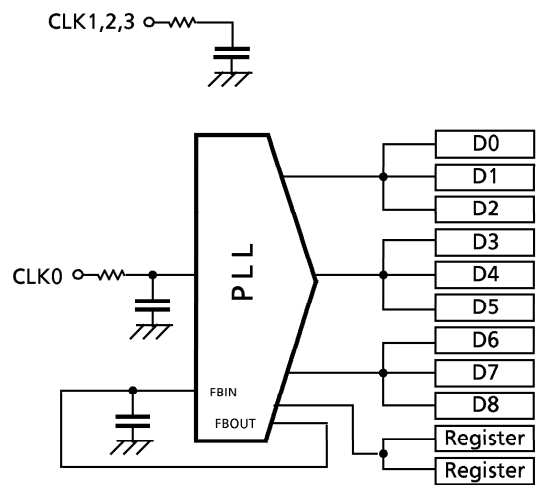 CLK1,2,3
D0
D1
D2
D3
CLK0
PLL
D4
D5
D6
D7
FBIN
D8
FBOUT
Register
Register